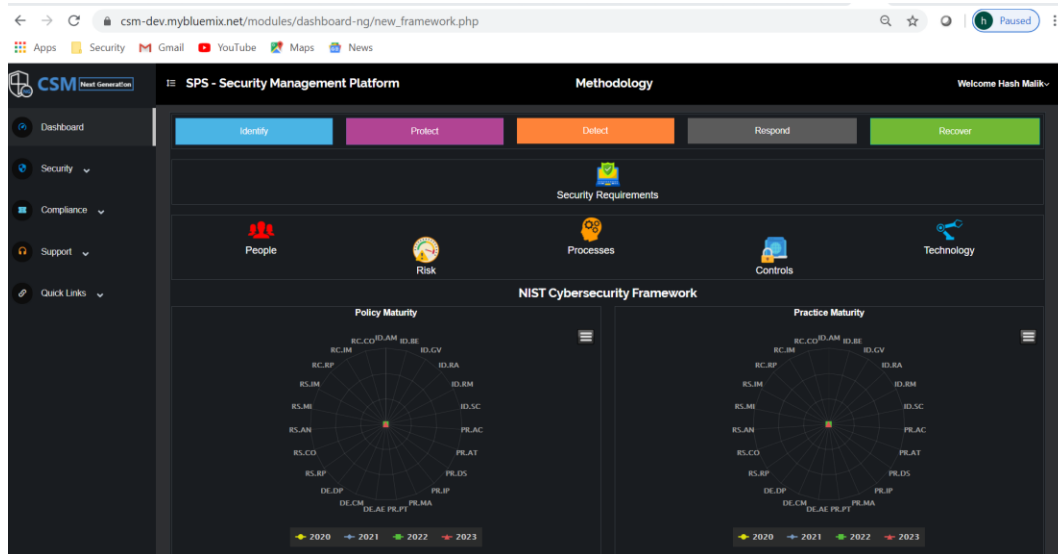 csm-dev.mybluemix.net/modules/dashboard-ng/new_framework.php
h Paused
Apps Security Gmail YouTube Maps News
CSM Next Generation
SPS - Security Management Platform Methodology Welcome Hash Malik
Dashboard
Security
Compliance
Support
Quick Links
Identify Protect Detect Respond Recover
Security Requirements
People Risk Processes Controls Technology
NIST Cybersecurity Framework
Policy Maturity
ID.AM
ID.BE
ID.GV
ID.RA
ID.RM
ID.SC
PR.AC
PR.AT
PR.DS
PR.IP
PR.MA
PR.PT
DE.AE
DE.CM
DE.DP
RS.RP
RS.CO
RS.AN
RS.MI
RS.IM
RC.RP
RC.IM
RC.CO
2020 2021 2022 2023
Practice Maturity
ID.AM
ID.BE
ID.GV
ID.RA
ID.RM
ID.SC
PR.AC
PR.AT
PR.DS
PR.IP
PR.MA
PR.PT
DE.AE
DE.CM
DE.DP
RS.RP
RS.CO
RS.AN
RS.MI
RS.IM
RC.RP
RC.IM
RC.CO
2020 2021 2022 2023